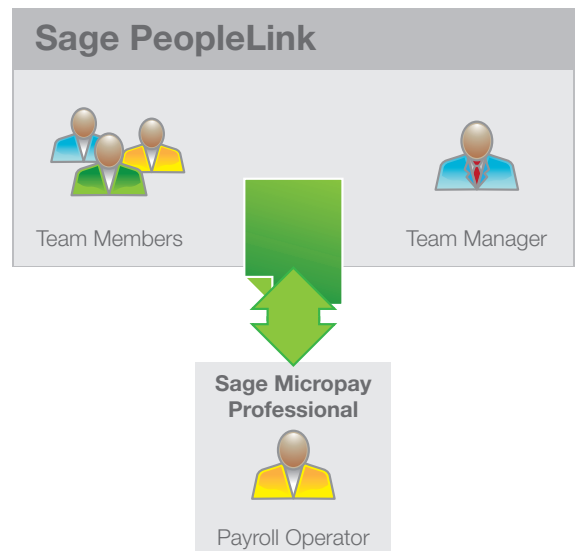 Sage PeopleLink
Team Members
Team Manager
Sage Micropay
Professional
Payroll Operator